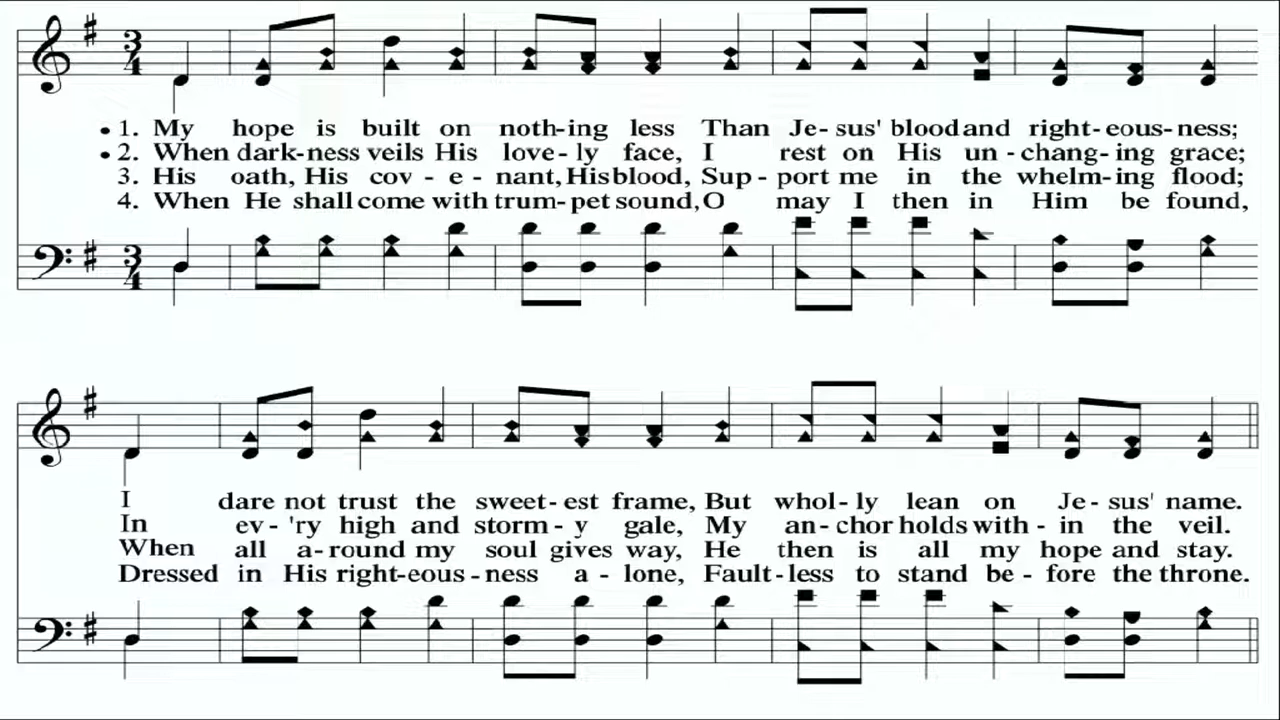 3 4
• 1. My hope is built on noth-ing less Than Je-sus' blood and right-eous-ness;
• 2. When dark-ness veils His love-ly face, I rest on His un-chang-ing grace;
3. His oath, His cov-e-nant, His blood, Sup-port me in the whelm-ing flood;
4. When He shall come with trum-pet sound, O may I then in Him be found,
3 4
I dare not trust the sweet-est frame, But whol-ly lean on Je-sus' name.
In ev-'ry high and storm-y gale, My an-chor holds with-in the veil.
When all a-round my soul gives way, He then is all my hope and stay.
Dressed in His right-eous-ness a-lone, Fault-less to stand be-fore the throne.